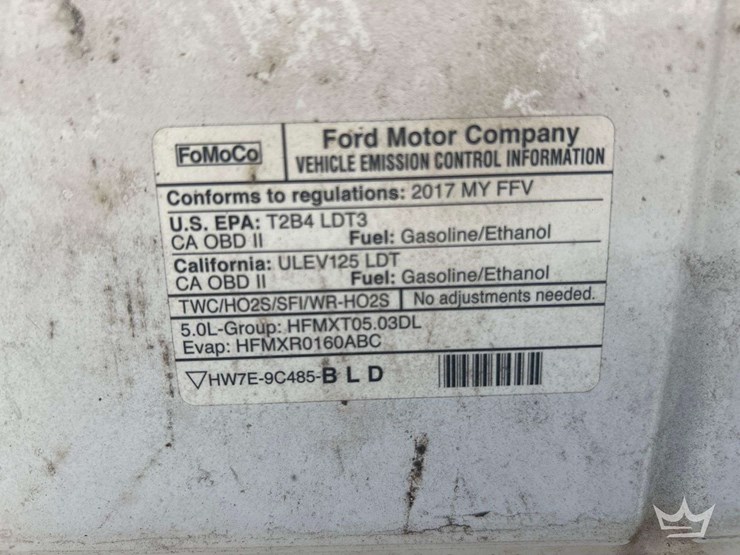 FoMoCo
Ford Motor Company
VEHICLE EMISSION CONTROL INFORMATION
Conforms to regulations: 2017 MY FFV
U.S. EPA: T2B4 LDT3
CA OBD II Fuel: Gasoline/Ethanol
California: ULEV125 LDT
CA OBD II Fuel: Gasoline/Ethanol
TWC/HO2S/SFI/WR-HO2S No adjustments needed.
5.0L-Group: HFMXT05.03DL
Evap: HFMXR0160ABC
HW7E-9C485-B L D